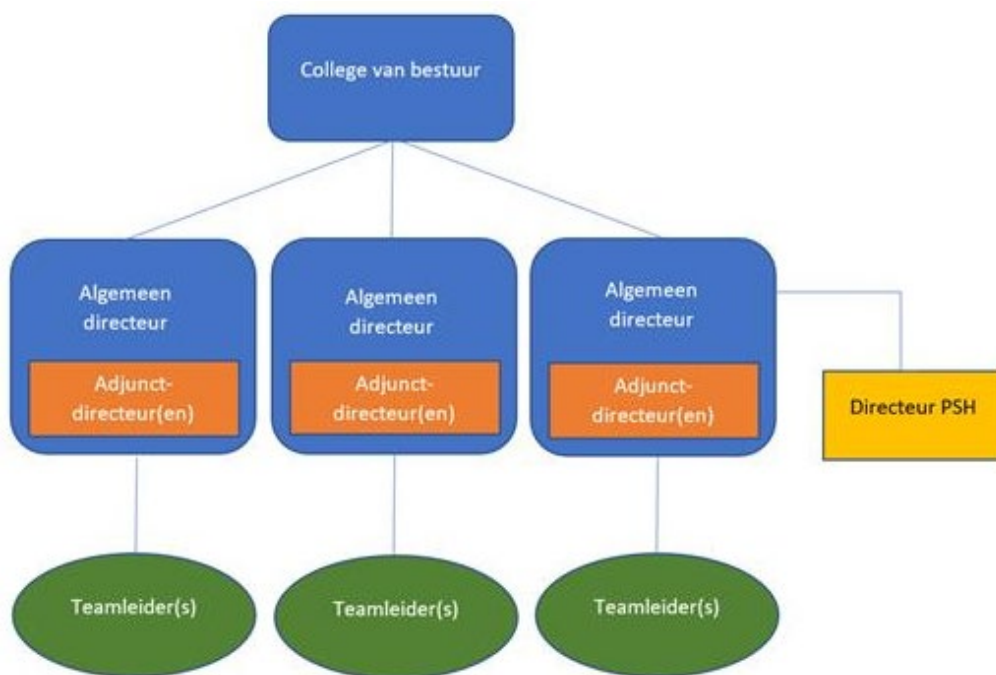 College van bestuur
Algemeen
directeur
Adjunct-
directeur(en)
Algemeen
directeur
Adjunct-
directeur(en)
Algemeen
directeur
Adjunct-
directeur(en)
Directeur PSH
Teamleider(s)
Teamleider(s)
Teamleider(s)